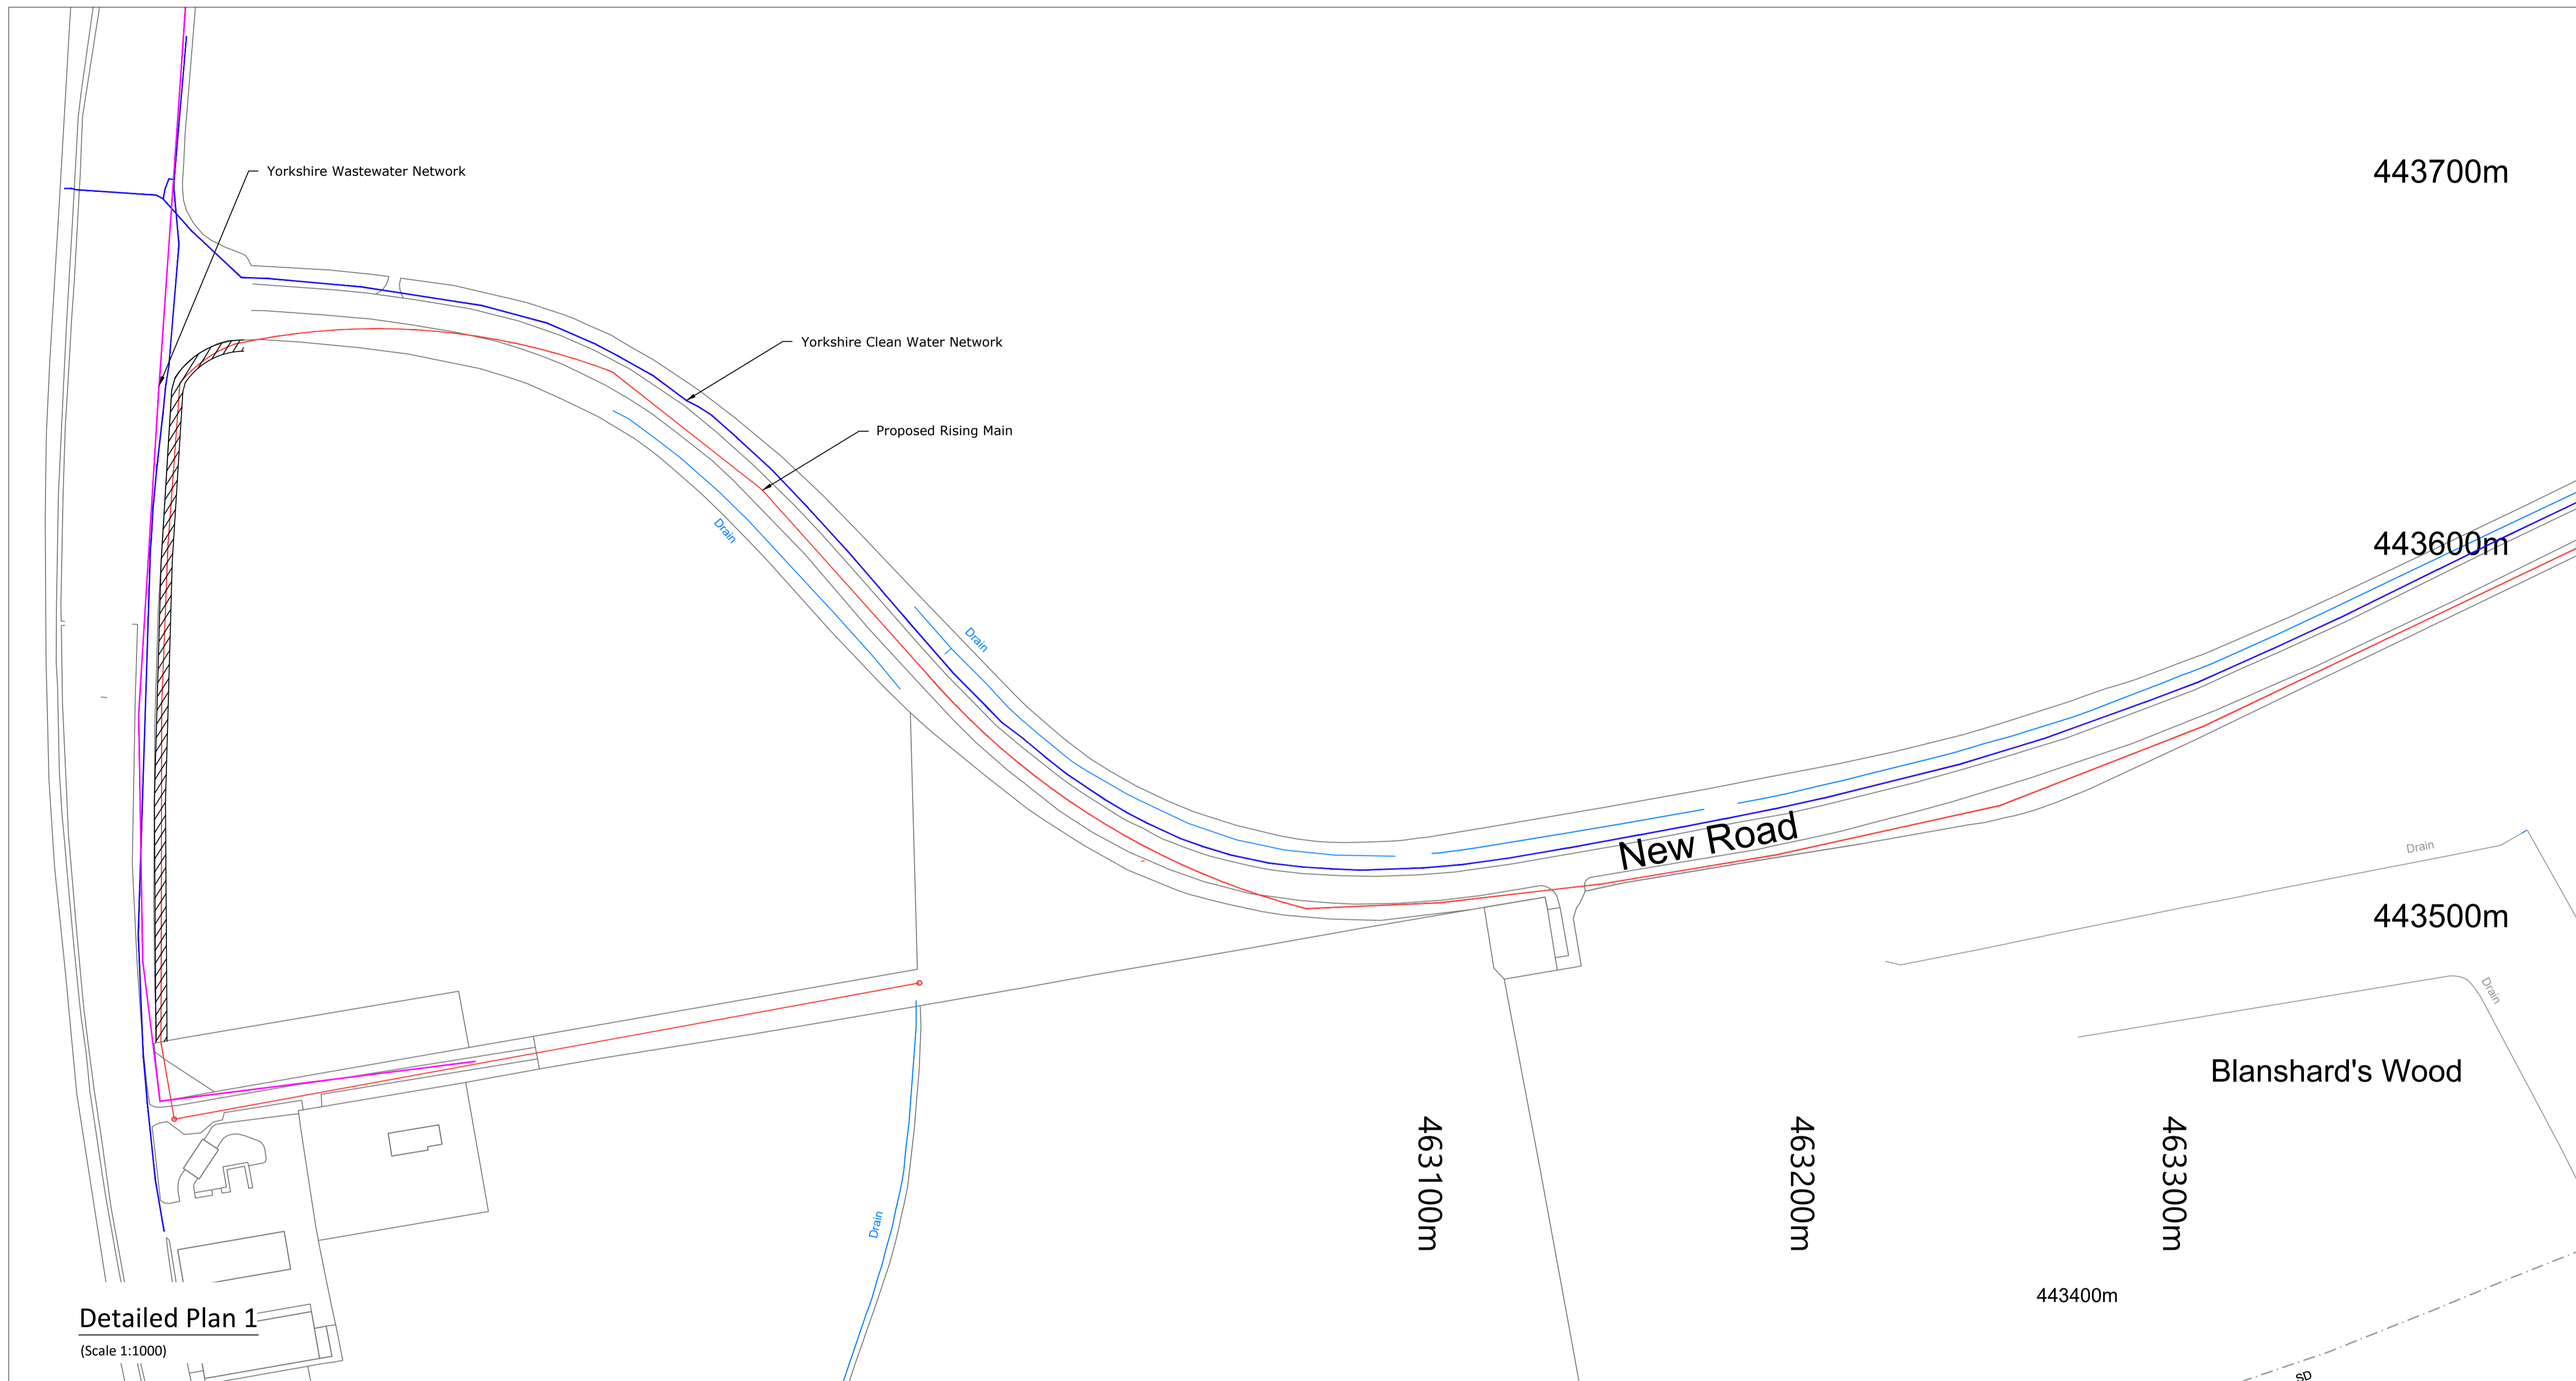 443700m
Yorkshire Wastewater Network
Yorkshire Clean Water Network
Proposed Rising Main
Drain
443600m
Drain
New Road
Drain
443500m
Drain
Blanshard's Wood
463100m
463200m
463300m
Drain
443400m
Detailed Plan 1
(Scale 1:1000)
SD